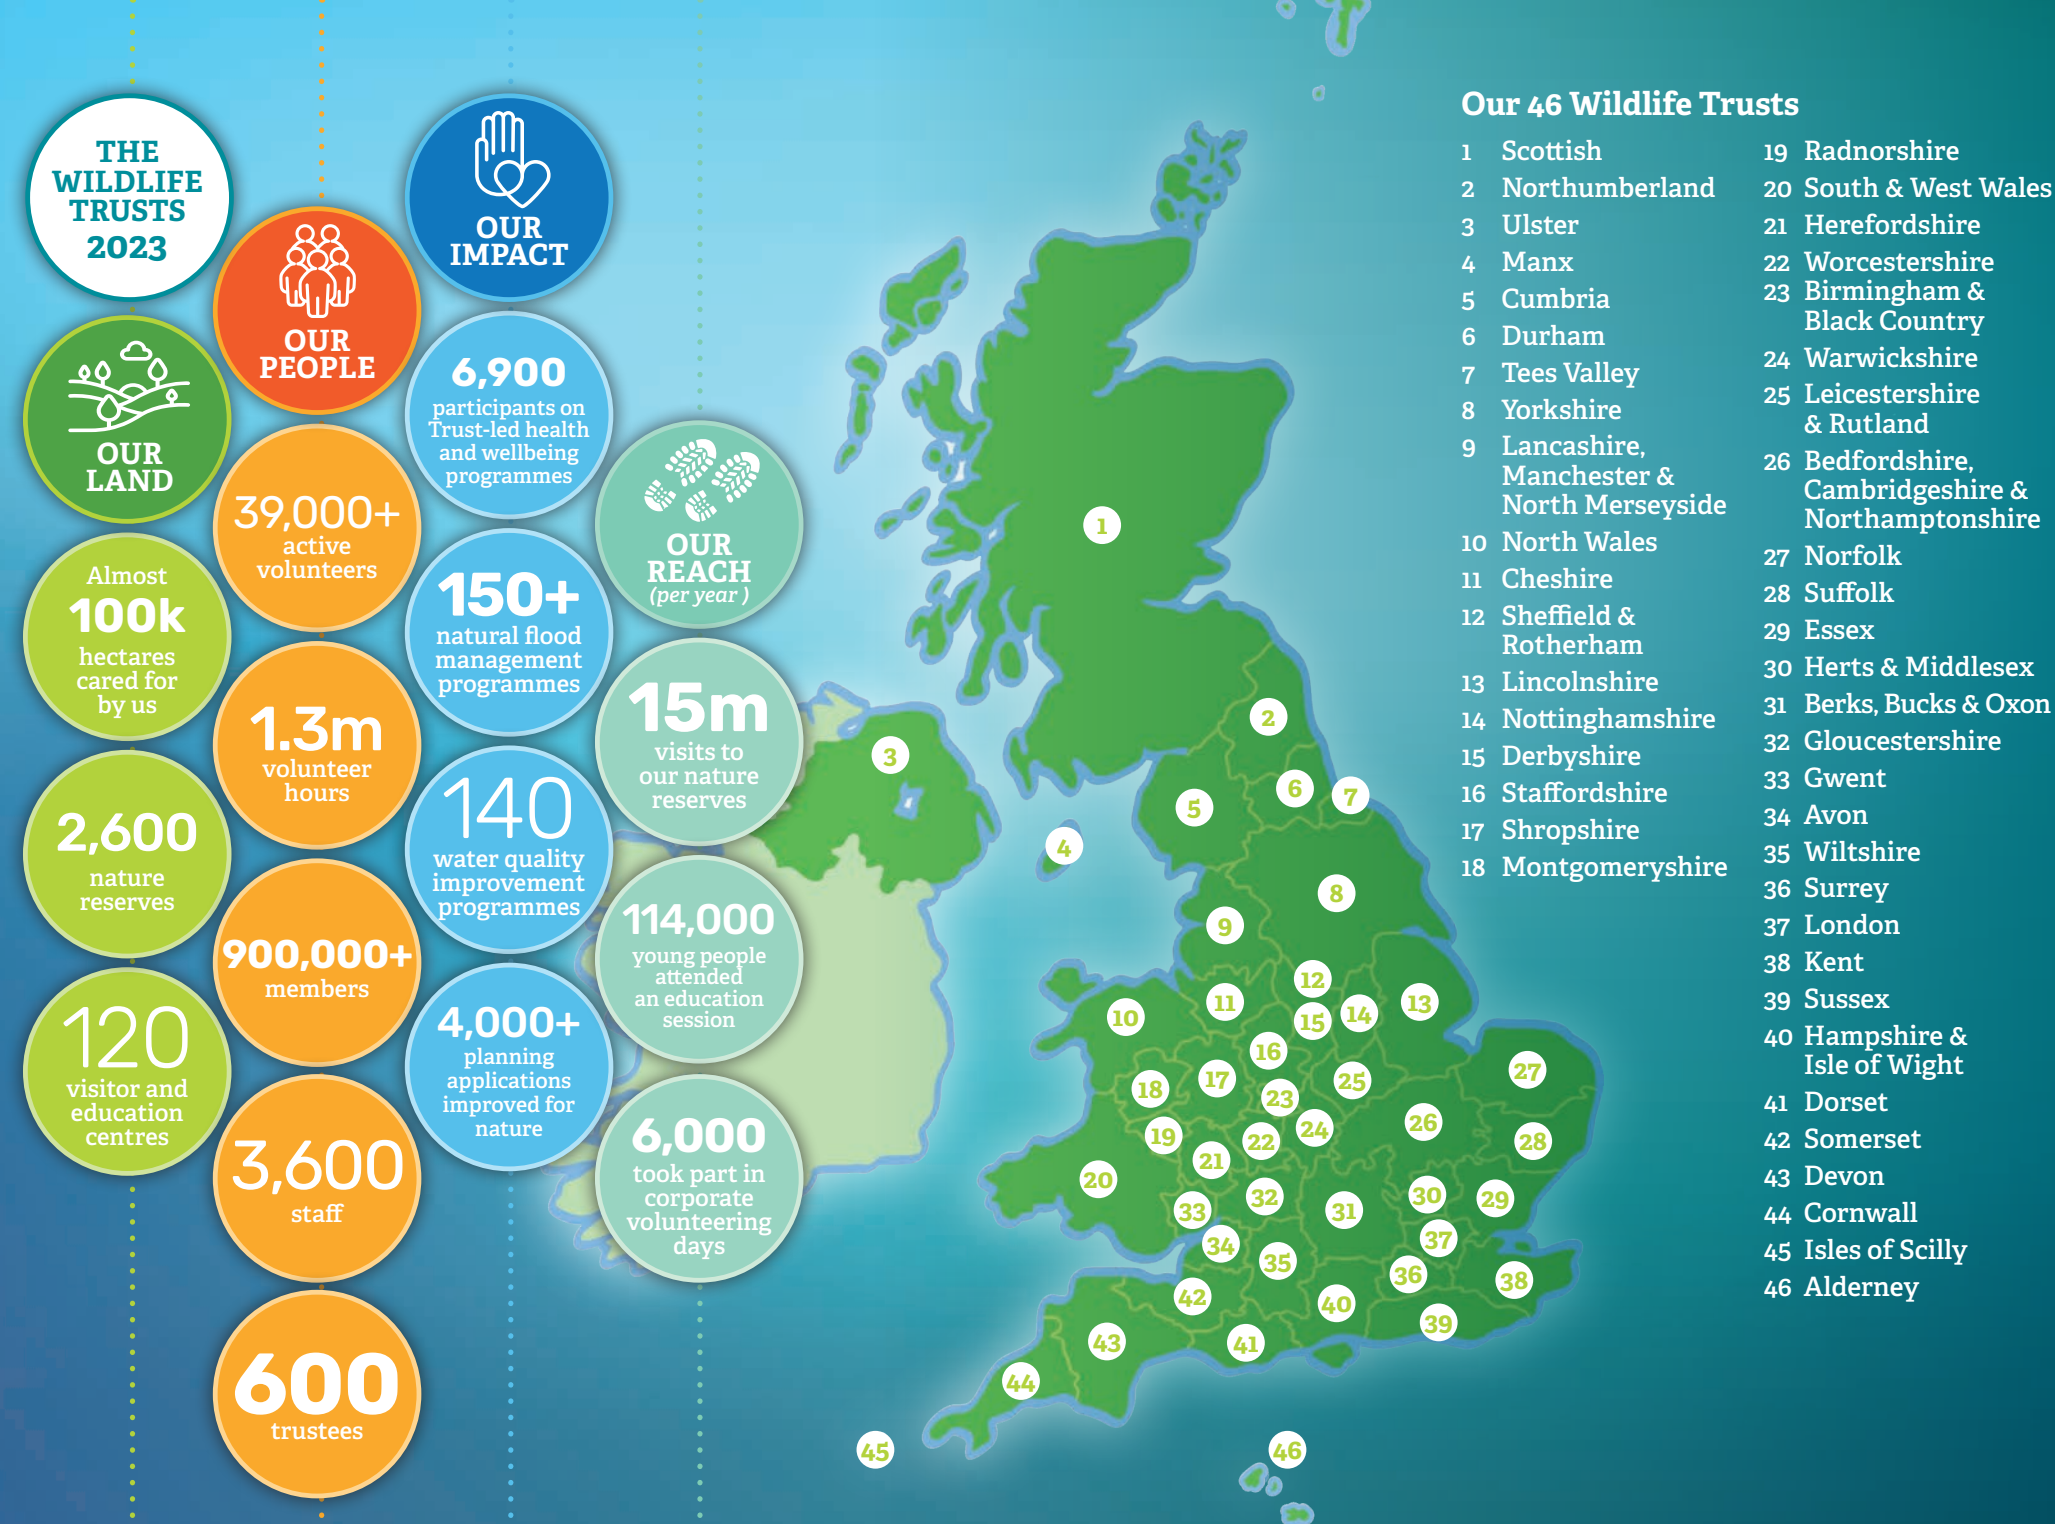 THE
WILDLIFE
TRUSTS
2023
OUR
LAND
Almost
100k
hectares
cared for
by us
2,600
nature
reserves
120
visitor and
education
centres
OUR
PEOPLE
39,000+
active
volunteers
1.3m
volunteer
hours
900,000+
members
3,600
staff
600
trustees
OUR
IMPACT
6,900
participants on
Trust-led health
and wellbeing
programmes
150+
natural flood
management
programmes
140
water quality
improvement
programmes
4,000+
planning
applications
improved for
nature
OUR
REACH
(per year )
15m
visits to
our nature
reserves
114,000
young people
attended
an education
session
6,000
took part in
corporate
volunteering
days
1
2
3
4
5
6
7
8
9
10
11
12
13
14
15
16
17
18
19
20
21
22
23
24
25
26
27
28
29
30
31
32
33
34
35
36
37
38
39
40
41
42
43
44
45
46
Our 46 Wildlife Trusts
1 Scottish
2 Northumberland
3 Ulster
4 Manx
5 Cumbria
6 Durham
7 Tees Valley
8 Yorkshire
9 Lancashire,
Manchester &
North Merseyside
10 North Wales
11 Cheshire
12 Sheffield &
Rotherham
13 Lincolnshire
14 Nottinghamshire
15 Derbyshire
16 Staffordshire
17 Shropshire
18 Montgomeryshire
19 Radnorshire
20 South & West Wales
21 Herefordshire
22 Worcestershire
23 Birmingham &
Black Country
24 Warwickshire
25 Leicestershire
& Rutland
26 Bedfordshire,
Cambridgeshire &
Northamptonshire
27 Norfolk
28 Suffolk
29 Essex
30 Herts & Middlesex
31 Berks, Bucks & Oxon
32 Gloucestershire
33 Gwent
34 Avon
35 Wiltshire
36 Surrey
37 London
38 Kent
39 Sussex
40 Hampshire &
Isle of Wight
41 Dorset
42 Somerset
43 Devon
44 Cornwall
45 Isles of Scilly
46 Alderney